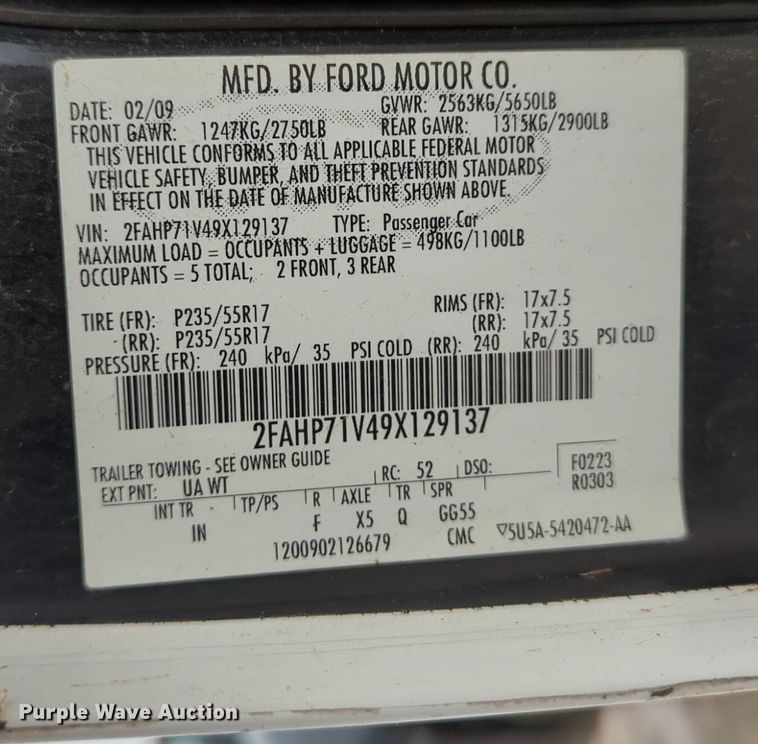 MFD. BY FORD MOTOR CO.
DATE: 02/09 GVWR: 2563KG/5650LB
FRONT GAWR: 1247KG/2750LB REAR GAWR: 1315KG/2900LB
THIS VEHICLE CONFORMS TO ALL APPLICABLE FEDERAL MOTOR
VEHICLE SAFETY, BUMPER, AND THEFT PREVENTION STANDARDS
IN EFFECT ON THE DATE OF MANUFACTURE SHOWN ABOVE.
VIN: 2FAHP71V49X129137 TYPE: Passenger Car
MAXIMUM LOAD = OCCUPANTS + LUGGAGE = 498KG/1100LB
OCCUPANTS = 5 TOTAL; 2 FRONT, 3 REAR
TIRE (FR): P235/55R17 RIMS (FR): 17x7.5
(RR): P235/55R17 (RR): 17x7.5
PRESSURE (FR): 240 kPa/ 35 PSI COLD (RR): 240 kPa/ 35 PSI COLD
2FAHP71V49X129137
TRAILER TOWING - SEE OWNER GUIDE
EXT PNT: UA WT RC: 52 DSO: F0223
INT TR TP/PS R AXLE TR SPR R0303
IN F X5 Q GG55
1200902126679 CMC 5U5A-5420472-AA
Purple Wave Auction